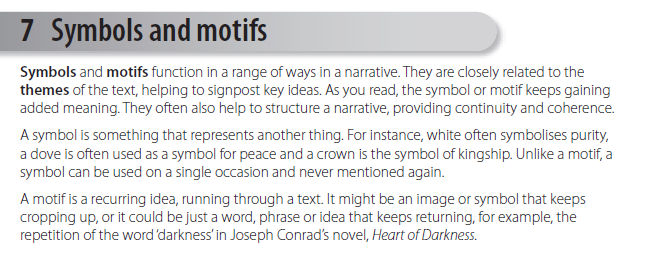 7 Symbols and motifs
Symbols and motifs function in a range of ways in a narrative. They are closely related to the
themes of the text, helping to signpost key ideas. As you read, the symbol or motif keeps gaining
added meaning. They often also help to structure a narrative, providing continuity and coherence.
A symbol is something that represents another thing. For instance, white often symbolises purity,
a dove is often used as a symbol for peace and a crown is the symbol of kingship. Unlike a motif, a
symbol can be used on a single occasion and never mentioned again.
A motif is a recurring idea, running through a text. It might be an image or symbol that keeps
cropping up, or it could be just a word, phrase or idea that keeps returning, for example, the
repetition of the word ‘darkness’ in Joseph Conrad’s novel, Heart of Darkness.